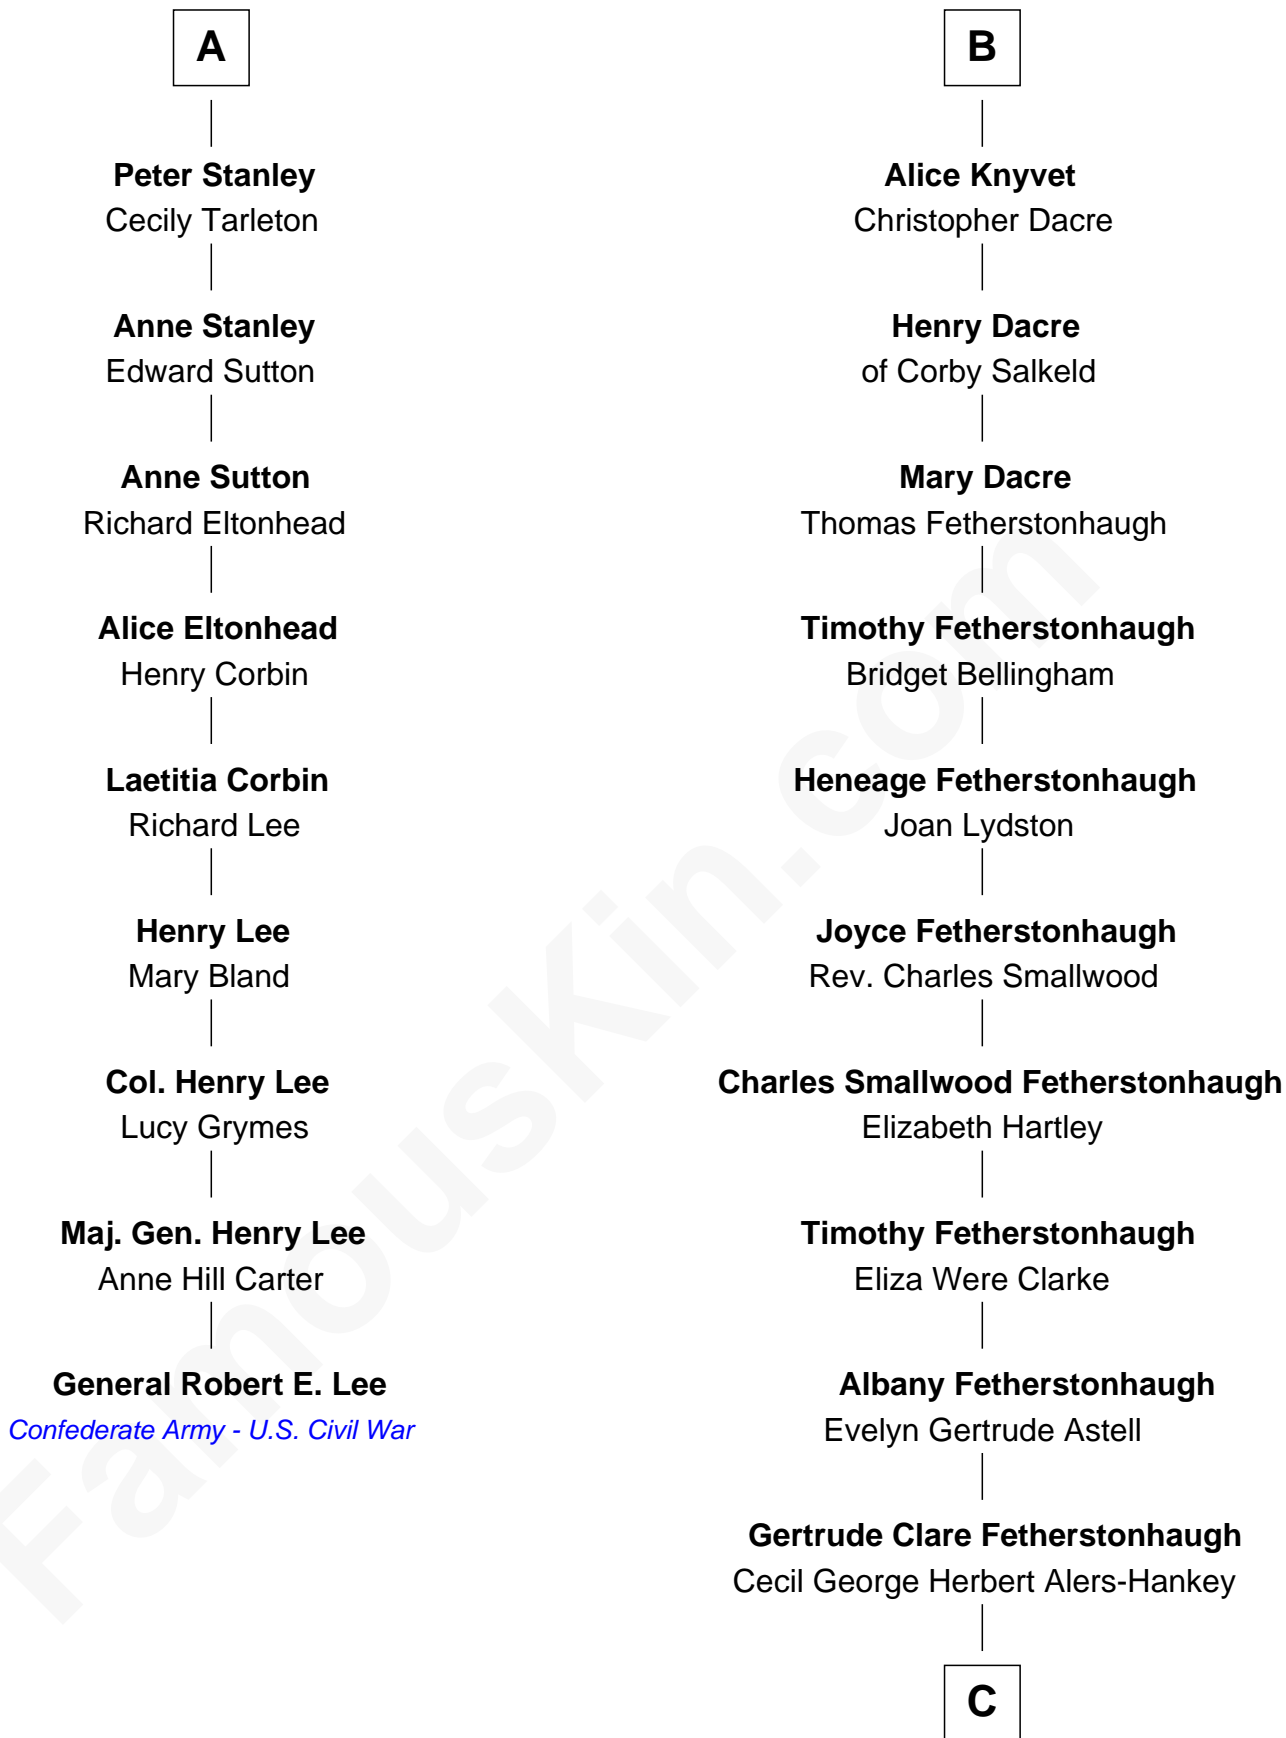 A
Peter Stanley
Cecily Tarleton
Anne Stanley
Edward Sutton
Anne Sutton
Richard Eltonhead
Alice Eltonhead
Henry Corbin
Laetitia Corbin
Richard Lee
Henry Lee
Mary Bland
Col. Henry Lee
Lucy Grymes
Maj. Gen. Henry Lee
Anne Hill Carter
General Robert E. Lee
Confederate Army - U.S. Civil War
B
Alice Knyvet
Christopher Dacre
Henry Dacre
of Corby Salkeld
Mary Dacre
Thomas Fetherstonhaugh
Timothy Fetherstonhaugh
Bridget Bellingham
Heneage Fetherstonhaugh
Joan Lydston
Joyce Fetherstonhaugh
Rev. Charles Smallwood
Charles Smallwood Fetherstonhaugh
Elizabeth Hartley
Timothy Fetherstonhaugh
Eliza Were Clarke
Albany Fetherstonhaugh
Evelyn Gertrude Astell
Gertrude Clare Fetherstonhaugh
Cecil George Herbert Alers-Hankey
C
FamousKin.com